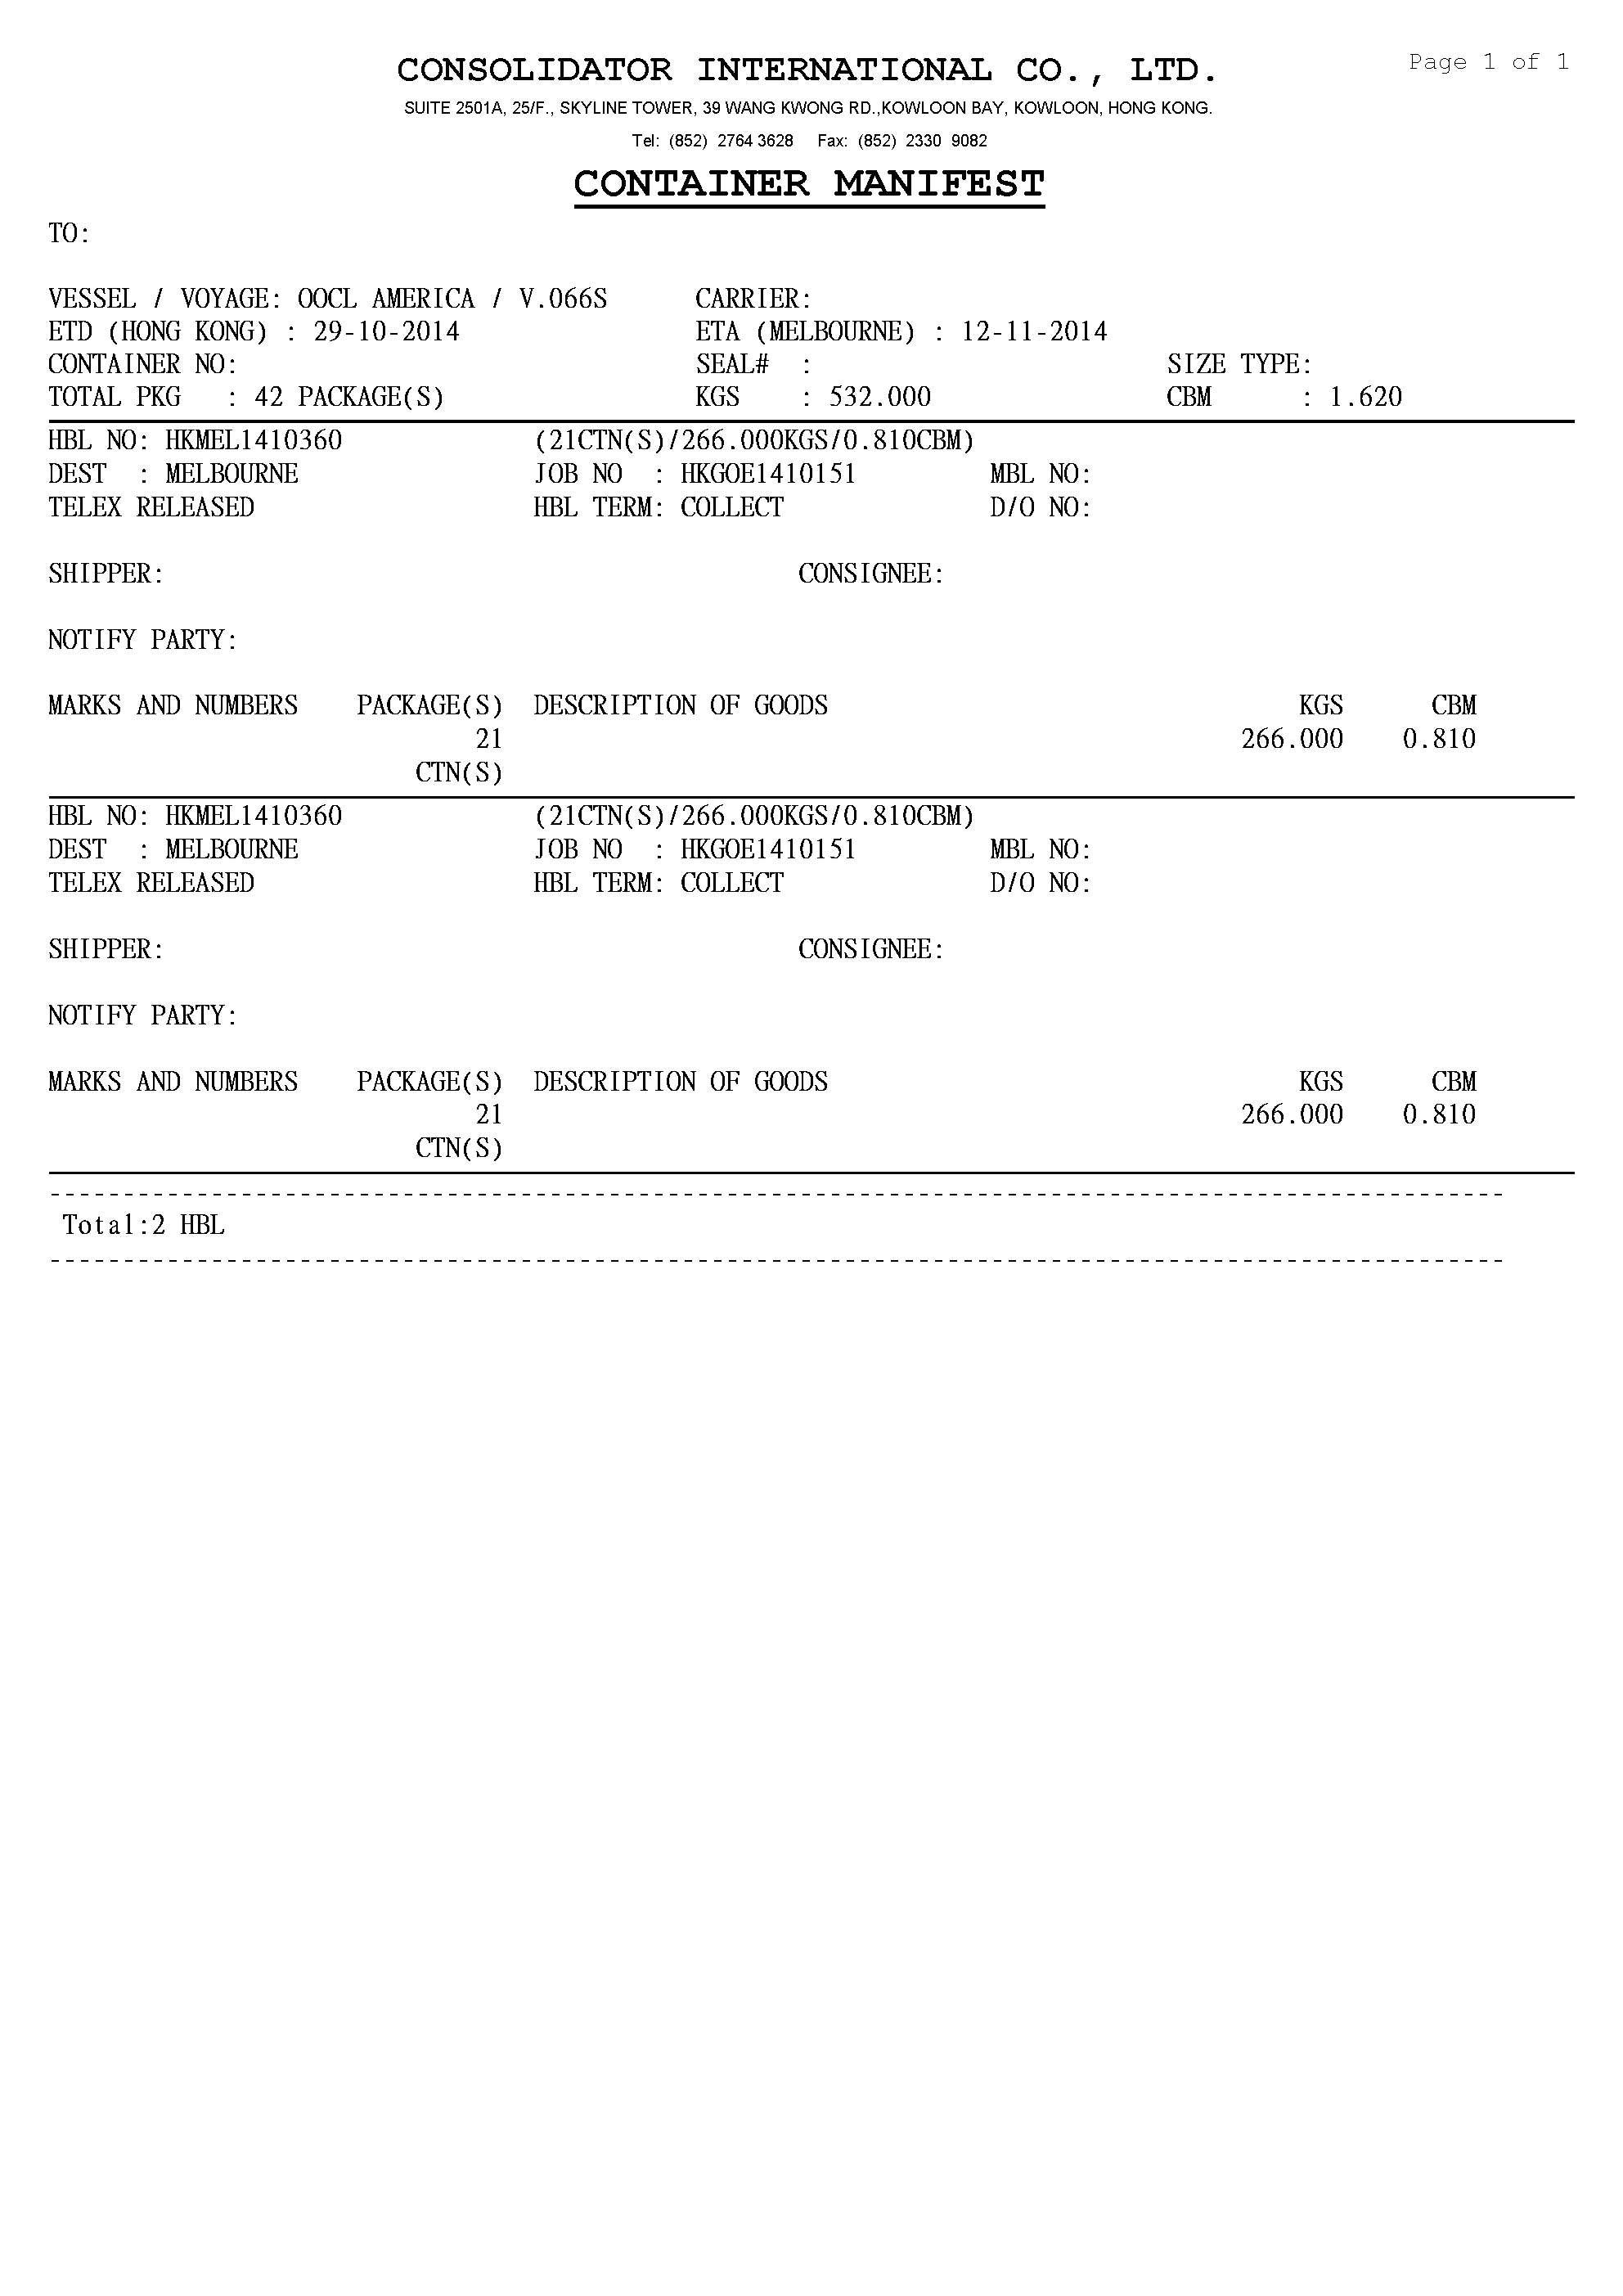 Page 1 of 1
CONSOLIDATOR INTERNATIONAL CO., LTD.
SUITE 2501A, 25/F., SKYLINE TOWER, 39 WANG KWONG RD.,KOWLOON BAY, KOWLOON, HONG KONG.
Tel: (852) 2764 3628 Fax: (852) 2330 9082
CONTAINER MANIFEST
TO:
VESSEL / VOYAGE: OOCL AMERICA / V.066S CARRIER:
ETD (HONG KONG) : 29-10-2014 ETA (MELBOURNE) : 12-11-2014
CONTAINER NO: SEAL# : SIZE TYPE:
TOTAL PKG : 42 PACKAGE(S) KGS : 532.000 CBM : 1.620
HBL NO: HKMEL1410360 (21CTN(S)/266.000KGS/0.810CBM)
DEST : MELBOURNE JOB NO : HKGOE1410151 MBL NO:
TELEX RELEASED HBL TERM: COLLECT D/O NO:
SHIPPER: CONSIGNEE:
NOTIFY PARTY:
MARKS AND NUMBERS PACKAGE(S) DESCRIPTION OF GOODS KGS CBM
21 266.000 0.810
CTN(S)
HBL NO: HKMEL1410360 (21CTN(S)/266.000KGS/0.810CBM)
DEST : MELBOURNE JOB NO : HKGOE1410151 MBL NO:
TELEX RELEASED HBL TERM: COLLECT D/O NO:
SHIPPER: CONSIGNEE:
NOTIFY PARTY:
MARKS AND NUMBERS PACKAGE(S) DESCRIPTION OF GOODS KGS CBM
21 266.000 0.810
CTN(S)
Total:2 HBL